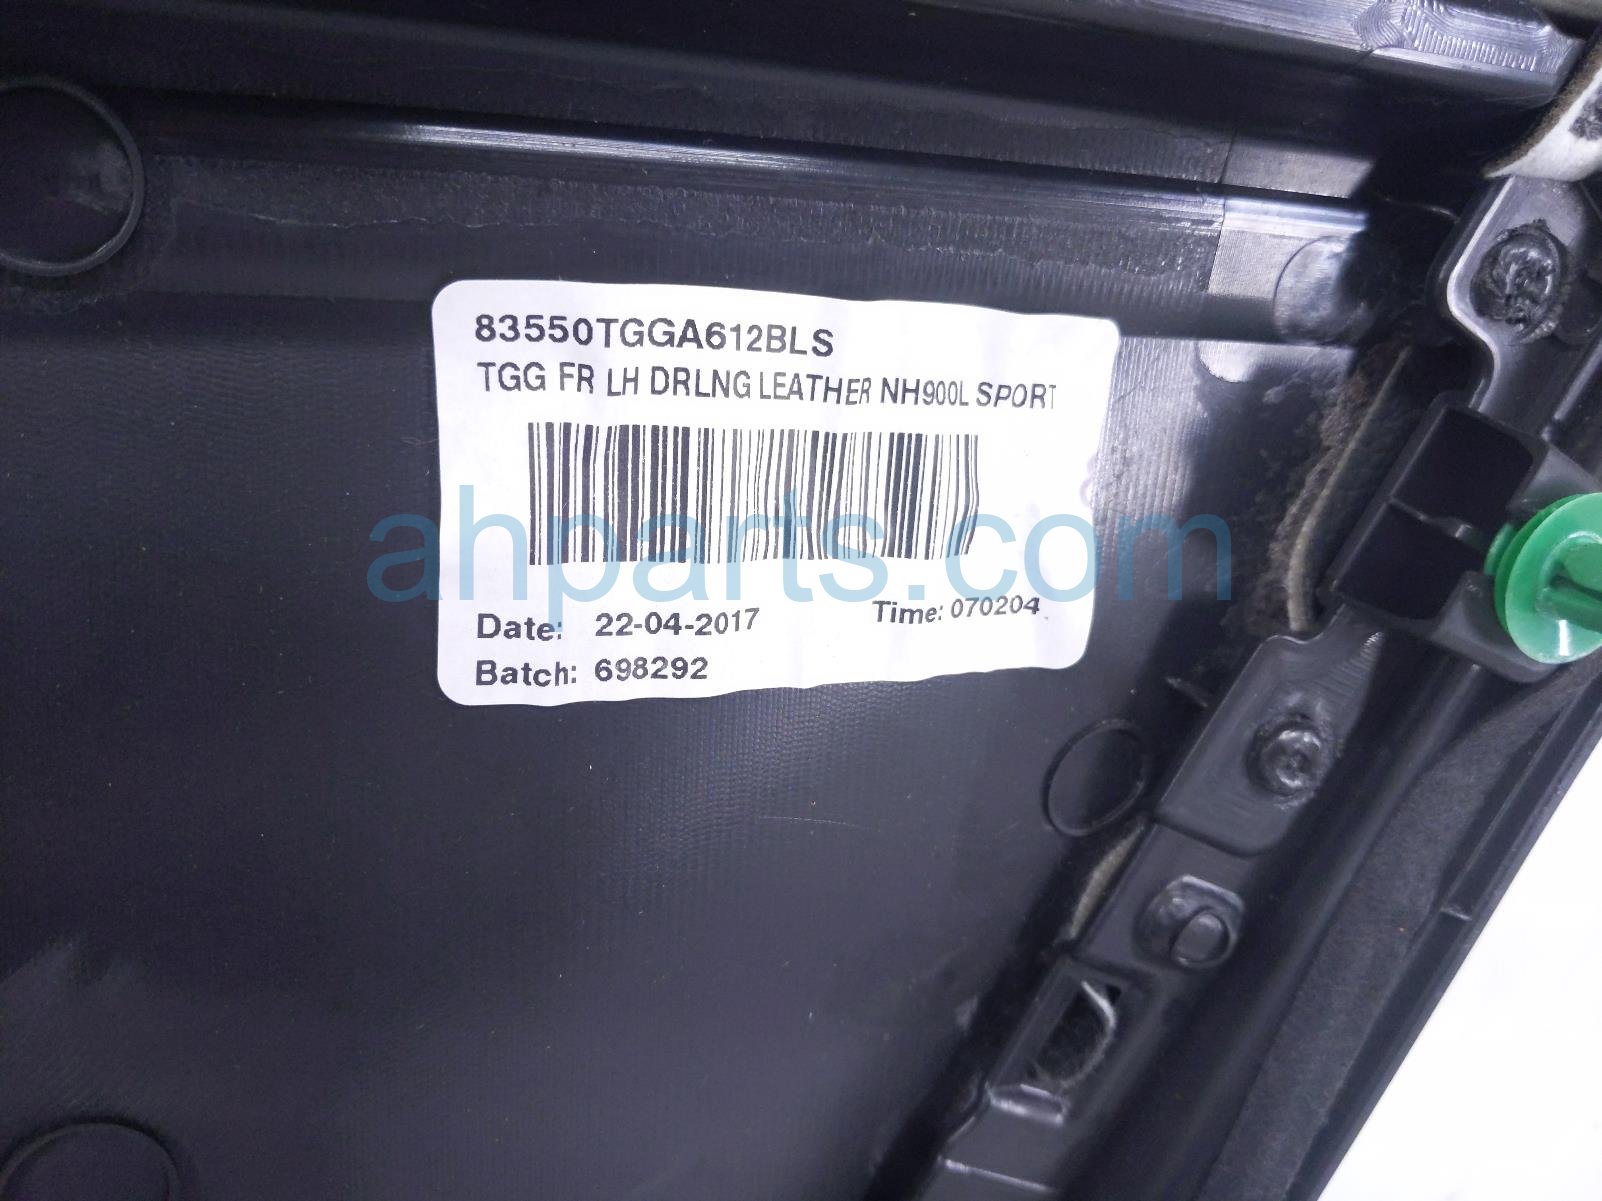 83550TGGA612BLS
TGG FR LH DRLNG LEATHER NH900L SPORT
ahparts.com
Date: 22-04-2017 Time: 070204
Batch: 698292